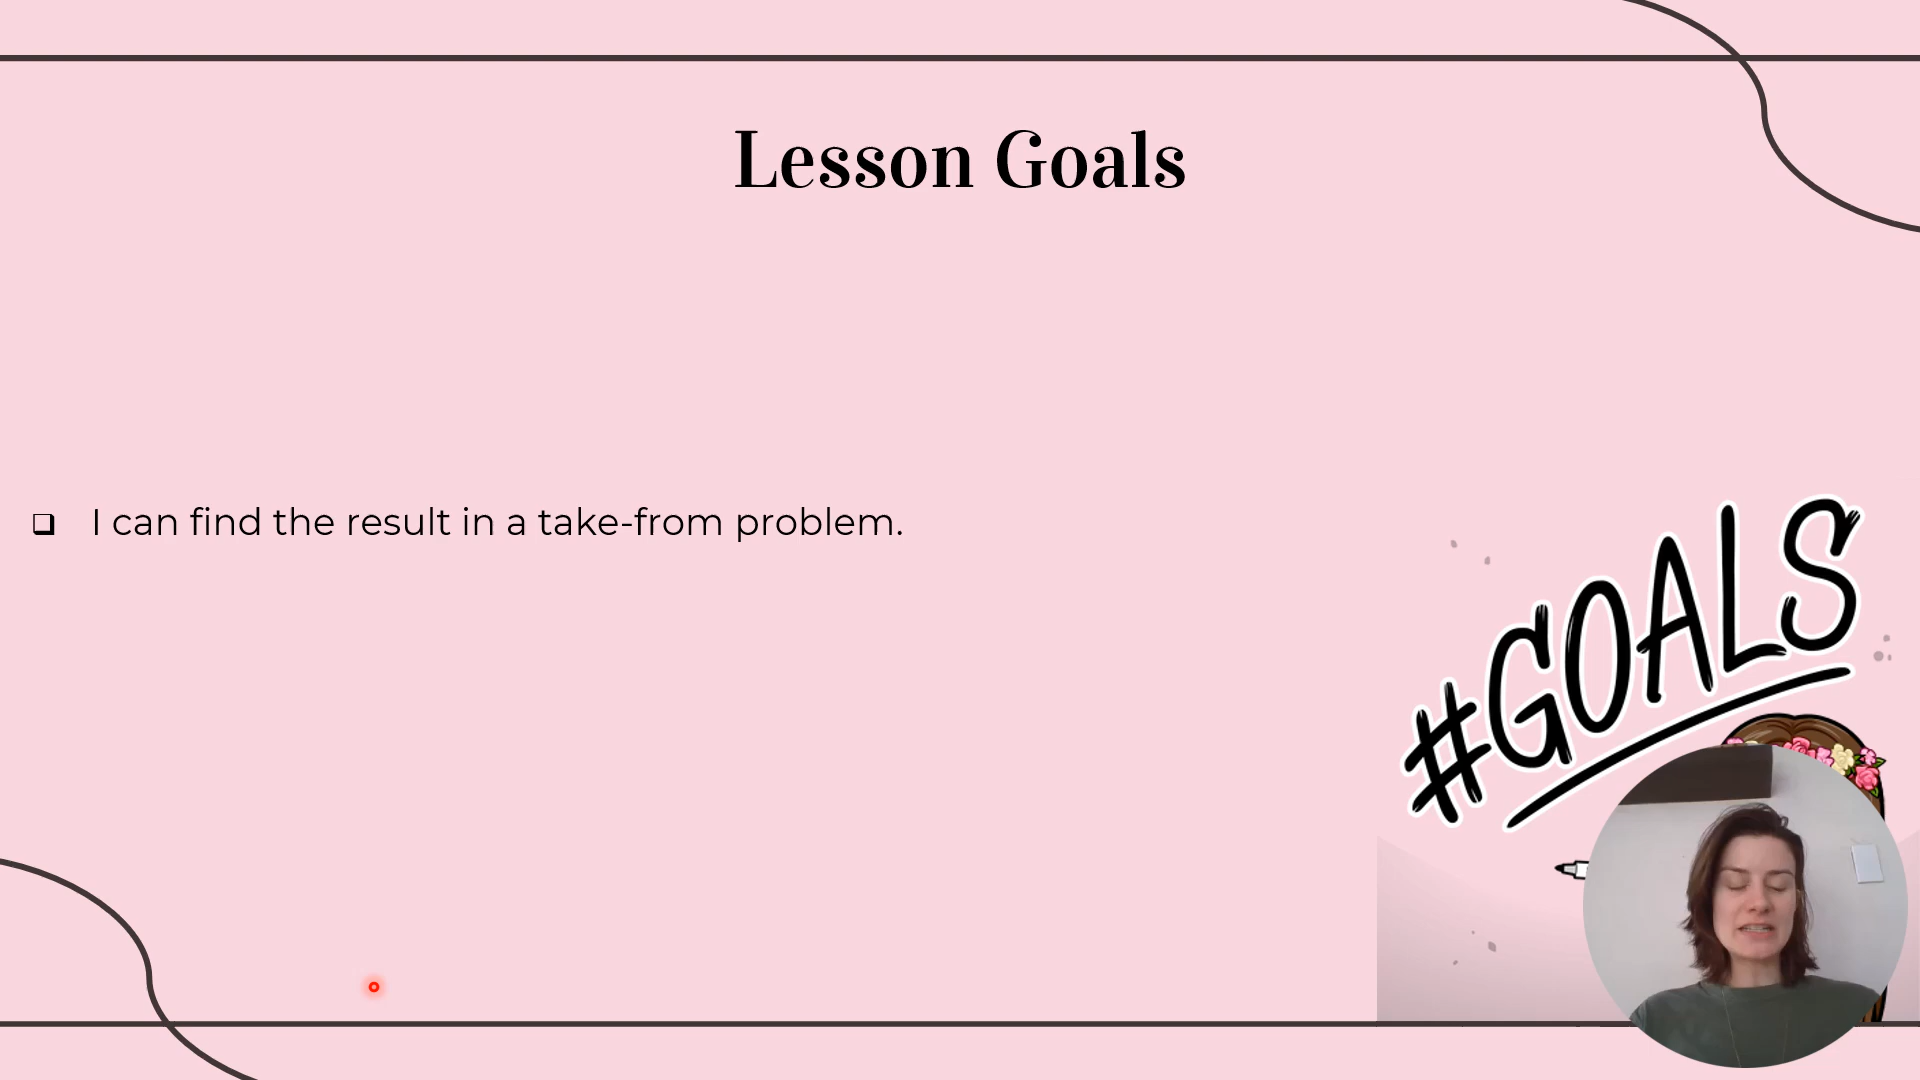 Lesson Goals
I can find the result in a take-from problem.
#GOALS